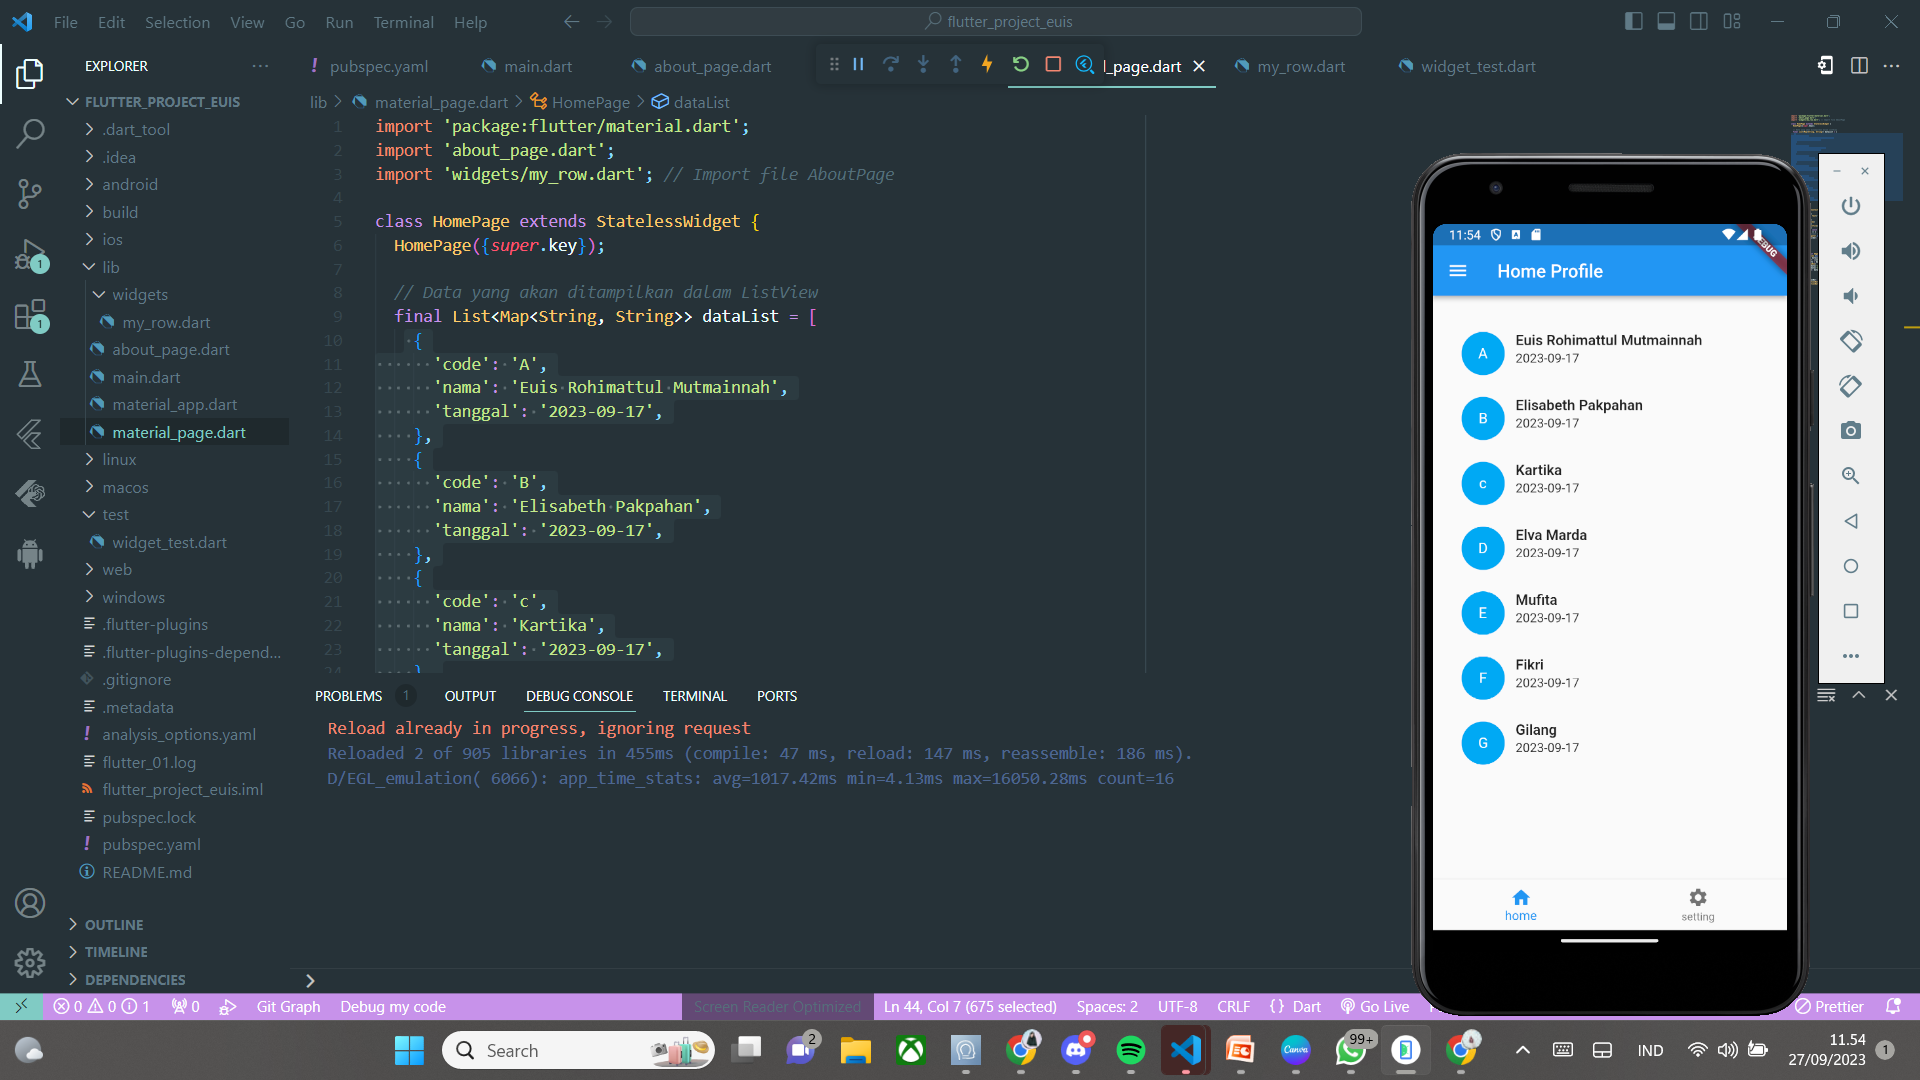 File Edit Selection View Go Run Terminal Help
flutter_project_euis
EXPLORER
pubspec.yaml
main.dart
about_page.dart
l_page.dart
my_row.dart
widget_test.dart
FLUTTER_PROJECT_EUIS
.dart_tool
.idea
android
build
ios
lib
widgets
my_row.dart
about_page.dart
main.dart
material_app.dart
material_page.dart
linux
macos
test
widget_test.dart
web
windows
.flutter-plugins
.flutter-plugins-depend...
.gitignore
.metadata
analysis_options.yaml
flutter_01.log
flutter_project_euis.iml
pubspec.lock
pubspec.yaml
README.md
OUTLINE
TIMELINE
DEPENDENCIES
1
1
lib > material_page.dart > HomePage > dataList
1 import 'package:flutter/material.dart';
2 import 'about_page.dart';
3 import 'widgets/my_row.dart'; // Import file AboutPage
4
5 class HomePage extends StatelessWidget {
6 HomePage({super.key});
7
8 // Data yang akan ditampilkan dalam ListView
9 final List<Map<String, String>> dataList = [
10 {
11 'code': 'A',
12 'nama': 'Euis Rohimattul Mutmainnah',
13 'tanggal': '2023-09-17',
14 },
15 {
16 'code': 'B',
17 'nama': 'Elisabeth Pakpahan',
18 'tanggal': '2023-09-17',
19 },
20 {
21 'code': 'c',
22 'nama': 'Kartika',
23 'tanggal': '2023-09-17',
PROBLEMS 1 OUTPUT DEBUG CONSOLE TERMINAL PORTS
Reload already in progress, ignoring request
Reloaded 2 of 905 libraries in 455ms (compile: 47 ms, reload: 147 ms, reassemble: 186 ms).
D/EGL_emulation( 6066): app_time_stats: avg=1017.42ms min=4.13ms max=16050.28ms count=16
11:54
DEBUG
Home Profile
A
Euis Rohimattul Mutmainnah
2023-09-17
B
Elisabeth Pakpahan
2023-09-17
c
Kartika
2023-09-17
D
Elva Marda
2023-09-17
E
Mufita
2023-09-17
F
Fikri
2023-09-17
G
Gilang
2023-09-17
home
setting
0 0 1 0 Git Graph Debug my code Screen Reader Optimized Ln 44, Col 7 (675 selected) Spaces: 2 UTF-8 CRLF {} Dart Go Live Prettier
Search
2
Canva
99+
IND
11.54
27/09/2023
1